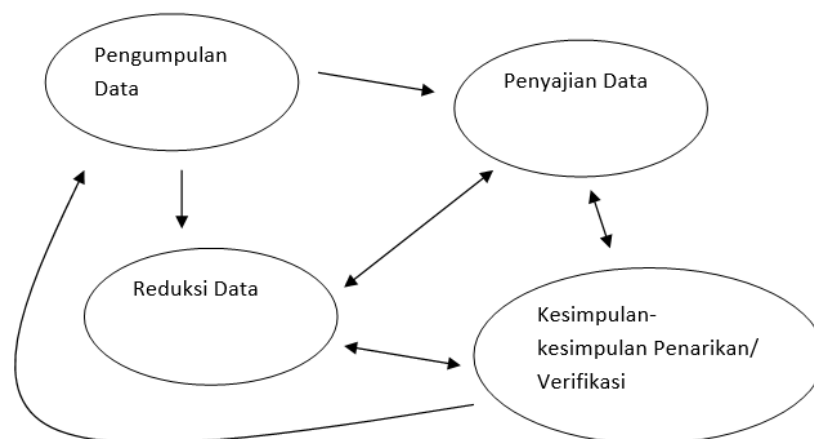 Pengumpulan
Data
Penyajian Data
Reduksi Data
Kesimpulan-
kesimpulan Penarikan/
Verifikasi